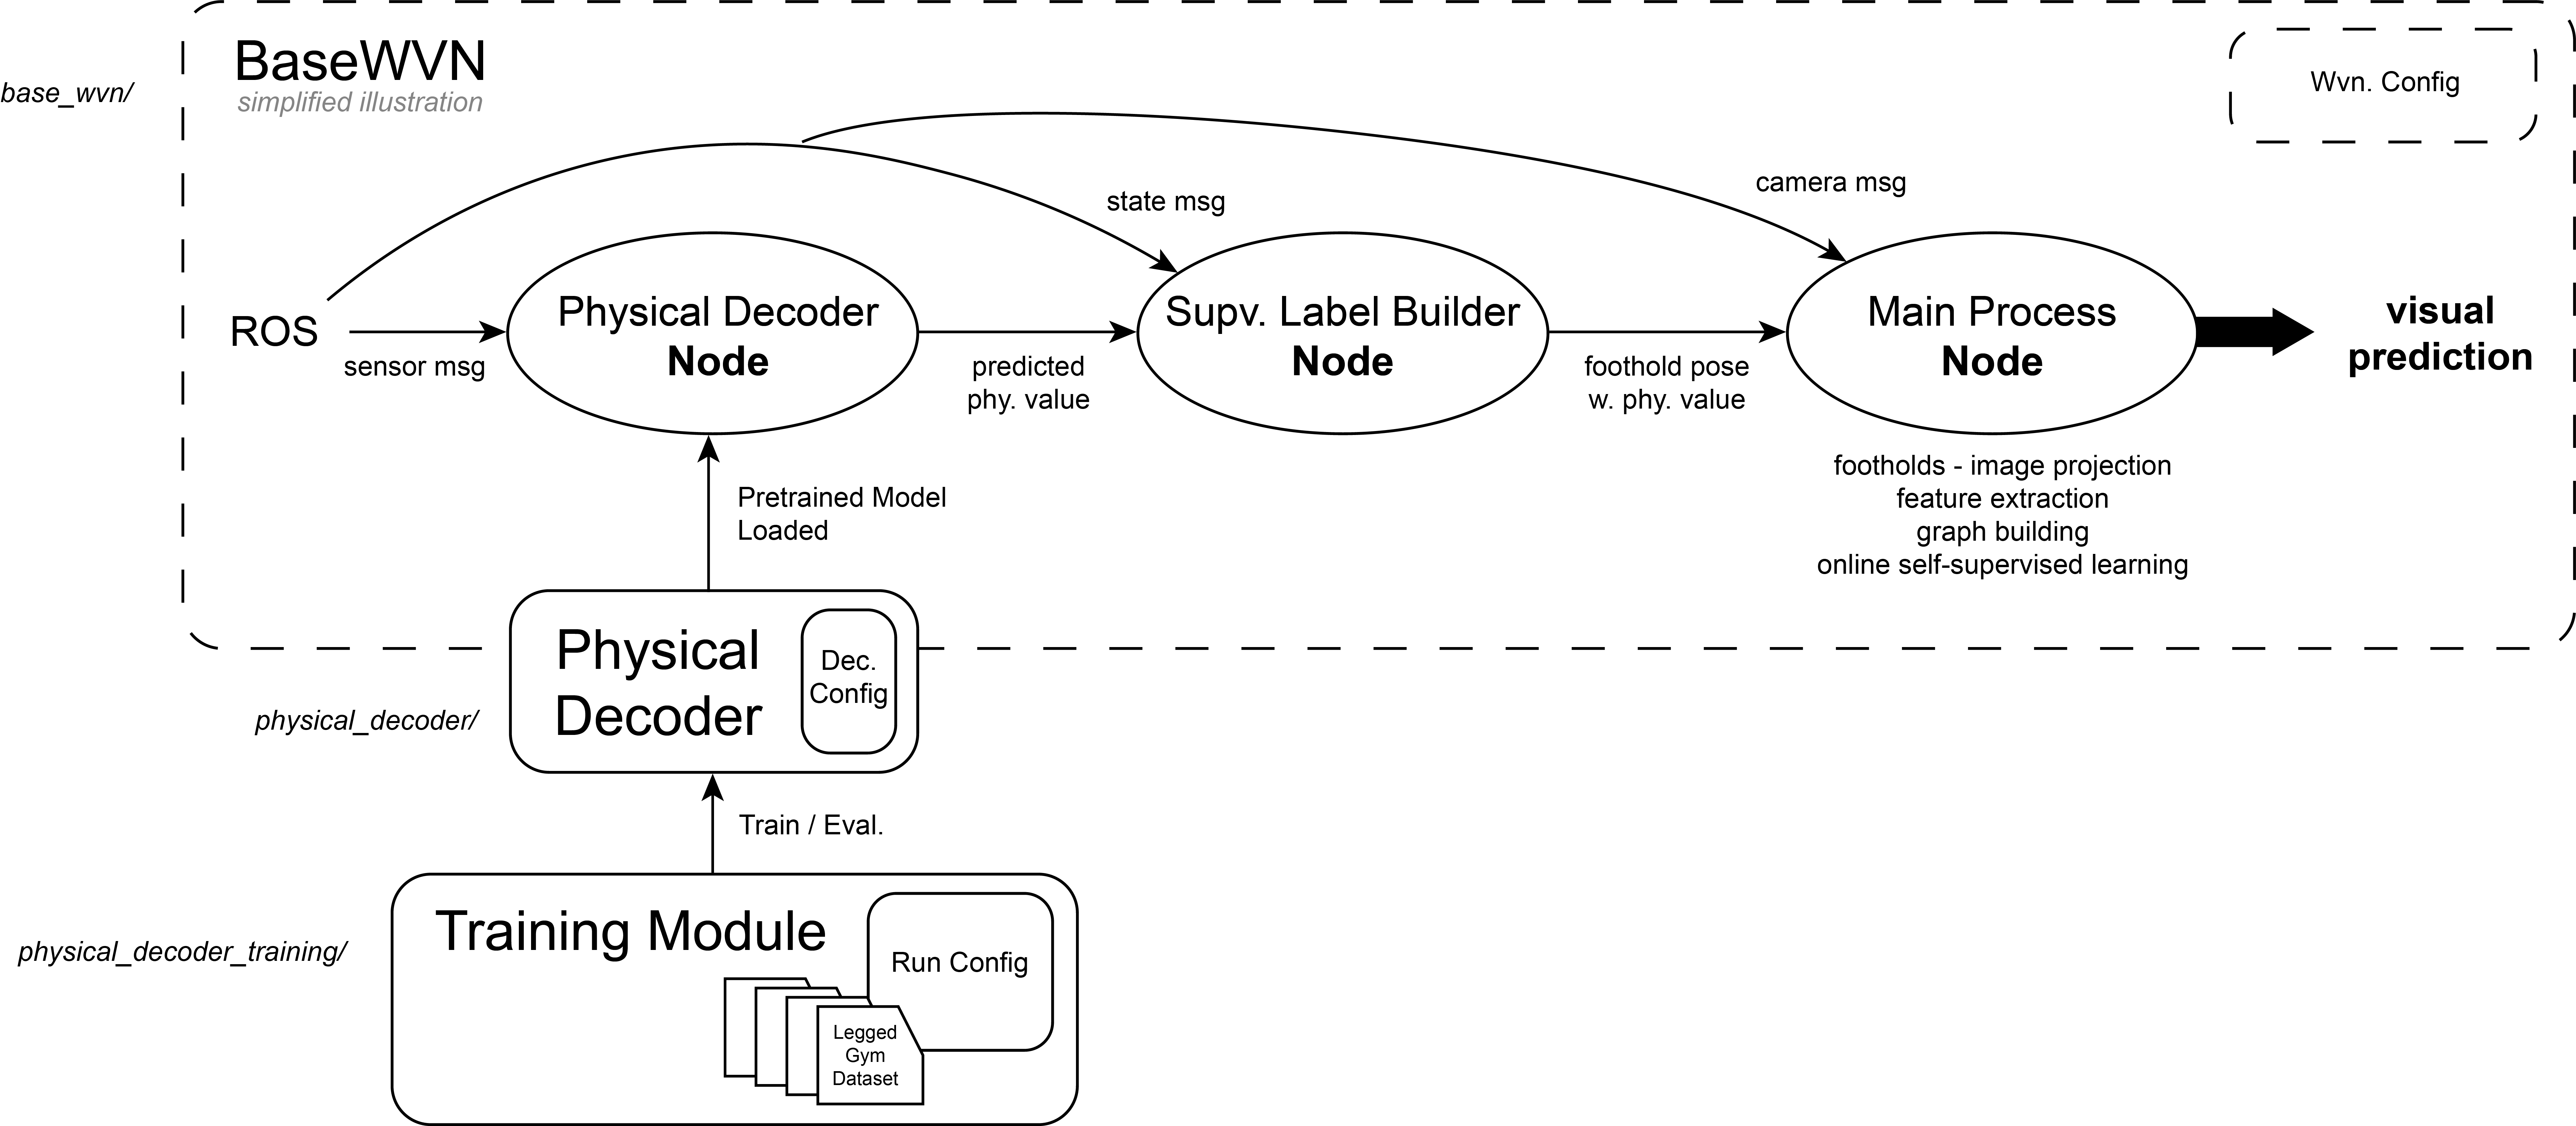 BaseWVN
simplified illustration
base_wvn/
Wvn. Config
state msg
camera msg
ROS
sensor msg
Physical Decoder
Node
predicted
phy. value
Supv. Label Builder
Node
foothold pose
w. phy. value
Main Process
Node
visual
prediction
footholds - image projection
feature extraction
graph building
online self-supervised learning
Pretrained Model
Loaded
Physical
Decoder
Dec.
Config
physical_decoder/
Train / Eval.
Training Module
Run Config
physical_decoder_training/
Legged
Gym
Dataset